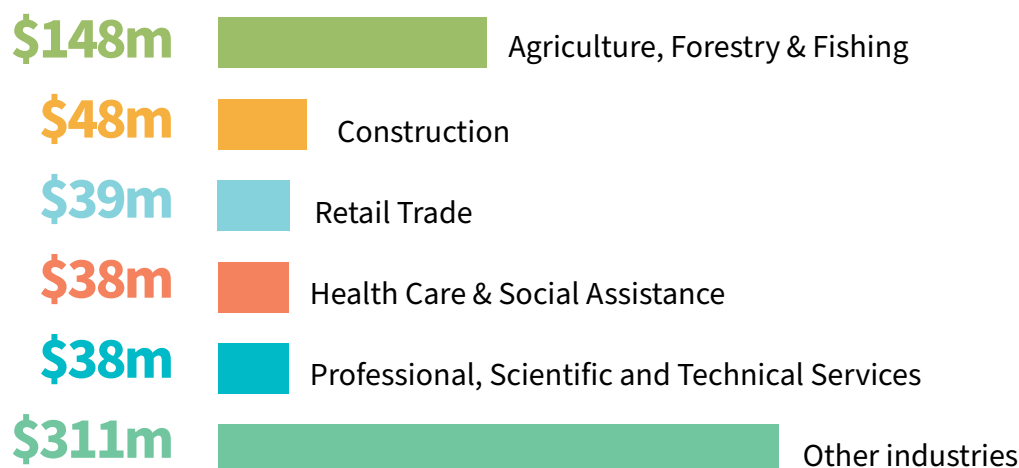 $148m Agriculture, Forestry & Fishing
$48m Construction
$39m Retail Trade
$38m Health Care & Social Assistance
$38m Professional, Scientific and Technical Services
$311m Other industries